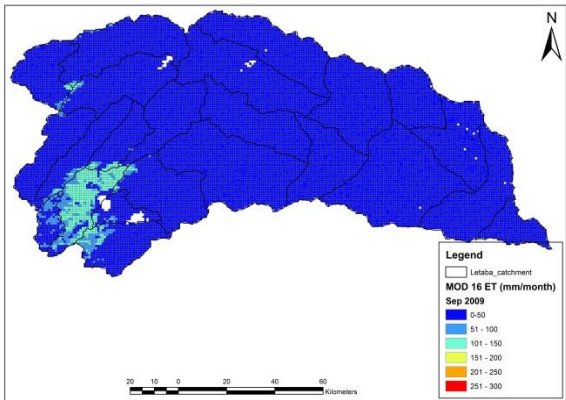 N
Legend
Letaba_catchment
MOD 16 ET (mm/month)
Sep 2009
0-50
51 - 100
101 - 150
151 - 200
201 - 250
251 - 300
20 10 0 20 40 60
Kilometers